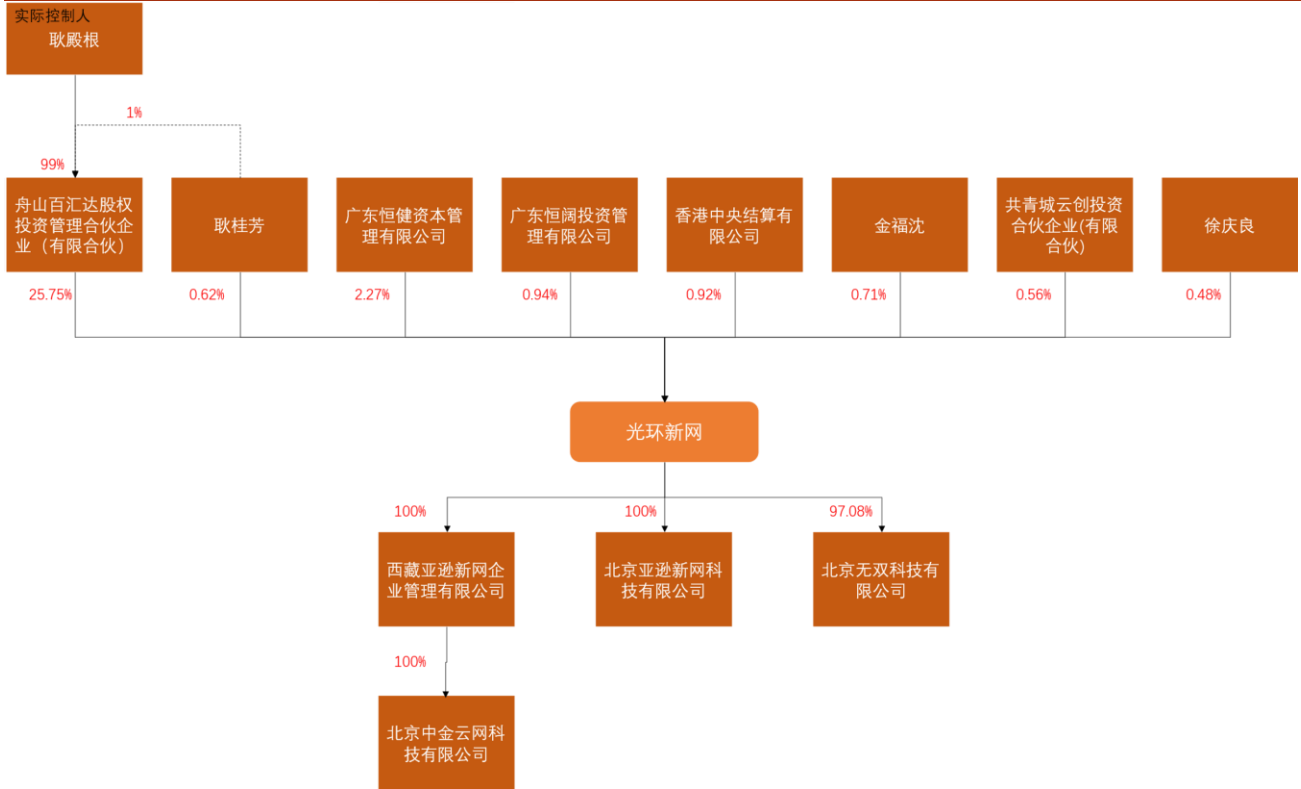 实际控制人
耿殿根
1%
99%
舟山百汇达股权
投资管理合伙企
业（有限合伙）
耿桂芳
广东恒健资本管
理有限公司
广东恒阔投资管
理有限公司
香港中央结算有
限公司
金福沈
共青城云创投资
合伙企业(有限
合伙)
徐庆良
25.75%
0.62%
2.27%
0.94%
0.92%
0.71%
0.56%
0.48%
光环新网
100%
100%
97.08%
西藏亚逊新网企
业管理有限公司
北京亚逊新网科
技有限公司
北京无双科技有
限公司
100%
北京中金云网科
技有限公司